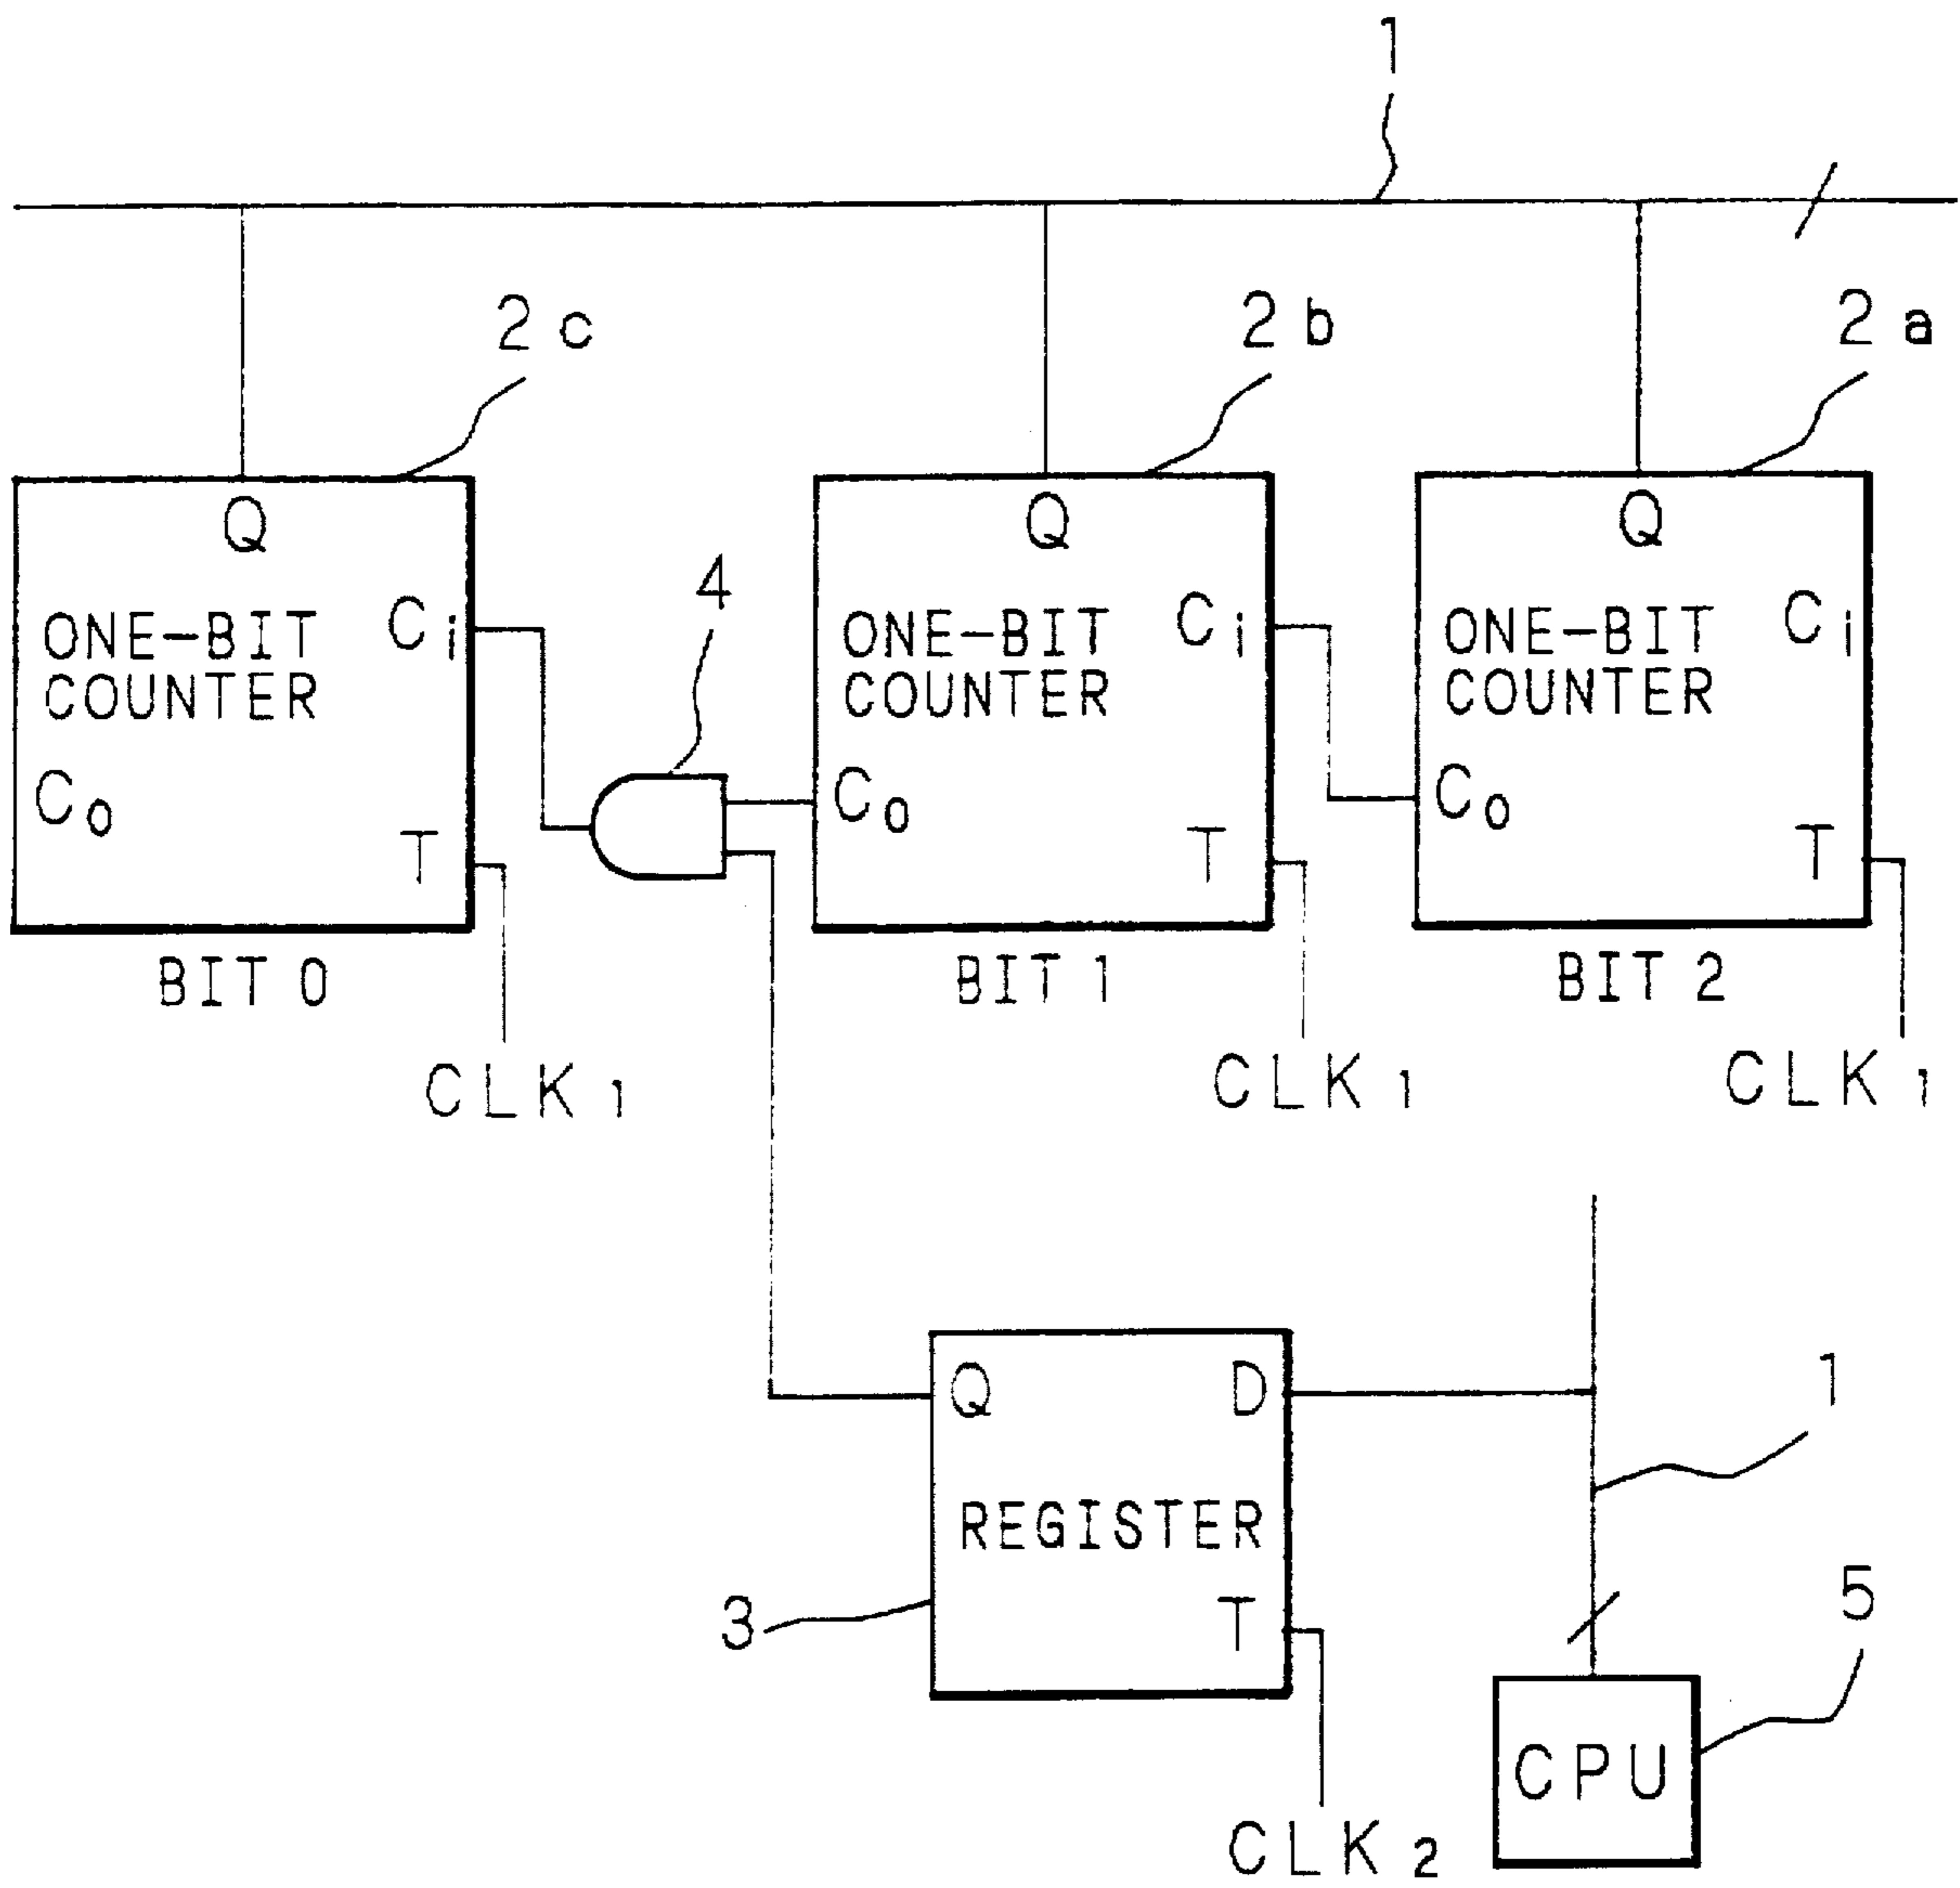 1
2c
2b
2a
Q
Q
Q
4
ONE-BIT
COUNTER
Ci
ONE-BIT
COUNTER
Ci
ONE-BIT
COUNTER
Ci
Co
T
Co
T
Co
T
BIT 0
BIT 1
BIT 2
CLK1
CLK1
CLK1
Q
D
1
REGISTER
3
T
5
CPU
CLK2